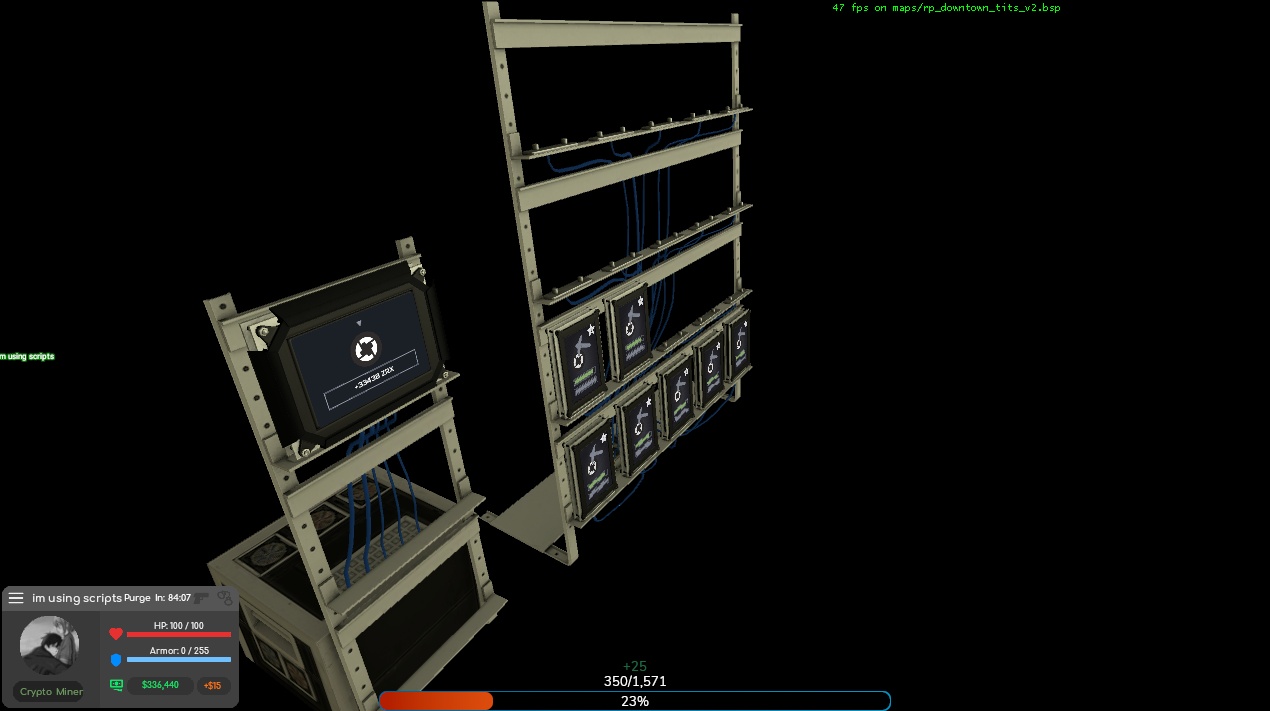 47 fps on maps/rp_downtown_tits_v2.bsp
m using scripts
+33438 ZRX
im using scripts
Purge In: 84:07
HP: 100 / 100
Armor: 0 / 255
Crypto Miner
$336,440
+$15
+25
350/1,571
23%